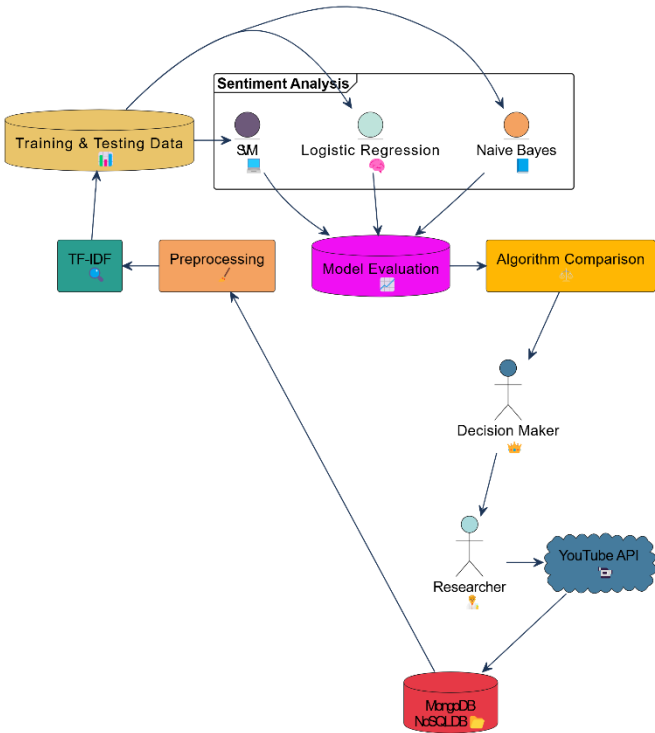 Sentiment Analysis
Training & Testing Data
SVM
Logistic Regression
Naive Bayes
TF-IDF
Preprocessing
Model Evaluation
Algorithm Comparison
Decision Maker
Researcher
YouTube API
MongoDB
NoSQLDB